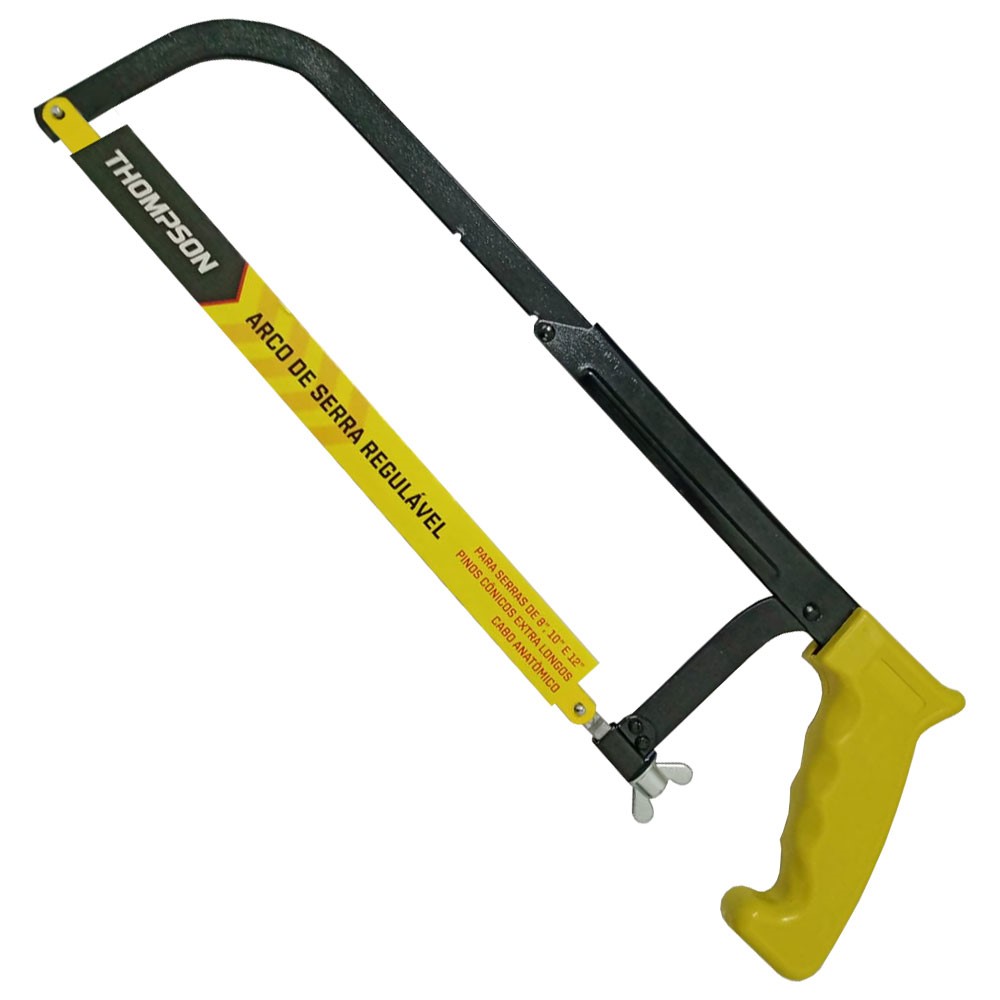 THOMPSON
ARCO DE SERRA REGULÁVEL
PARA SERRAS DE 8", 10" E 12"
PINOS CÔNICOS EXTRA LONGOS
CABO ANATÔMICO